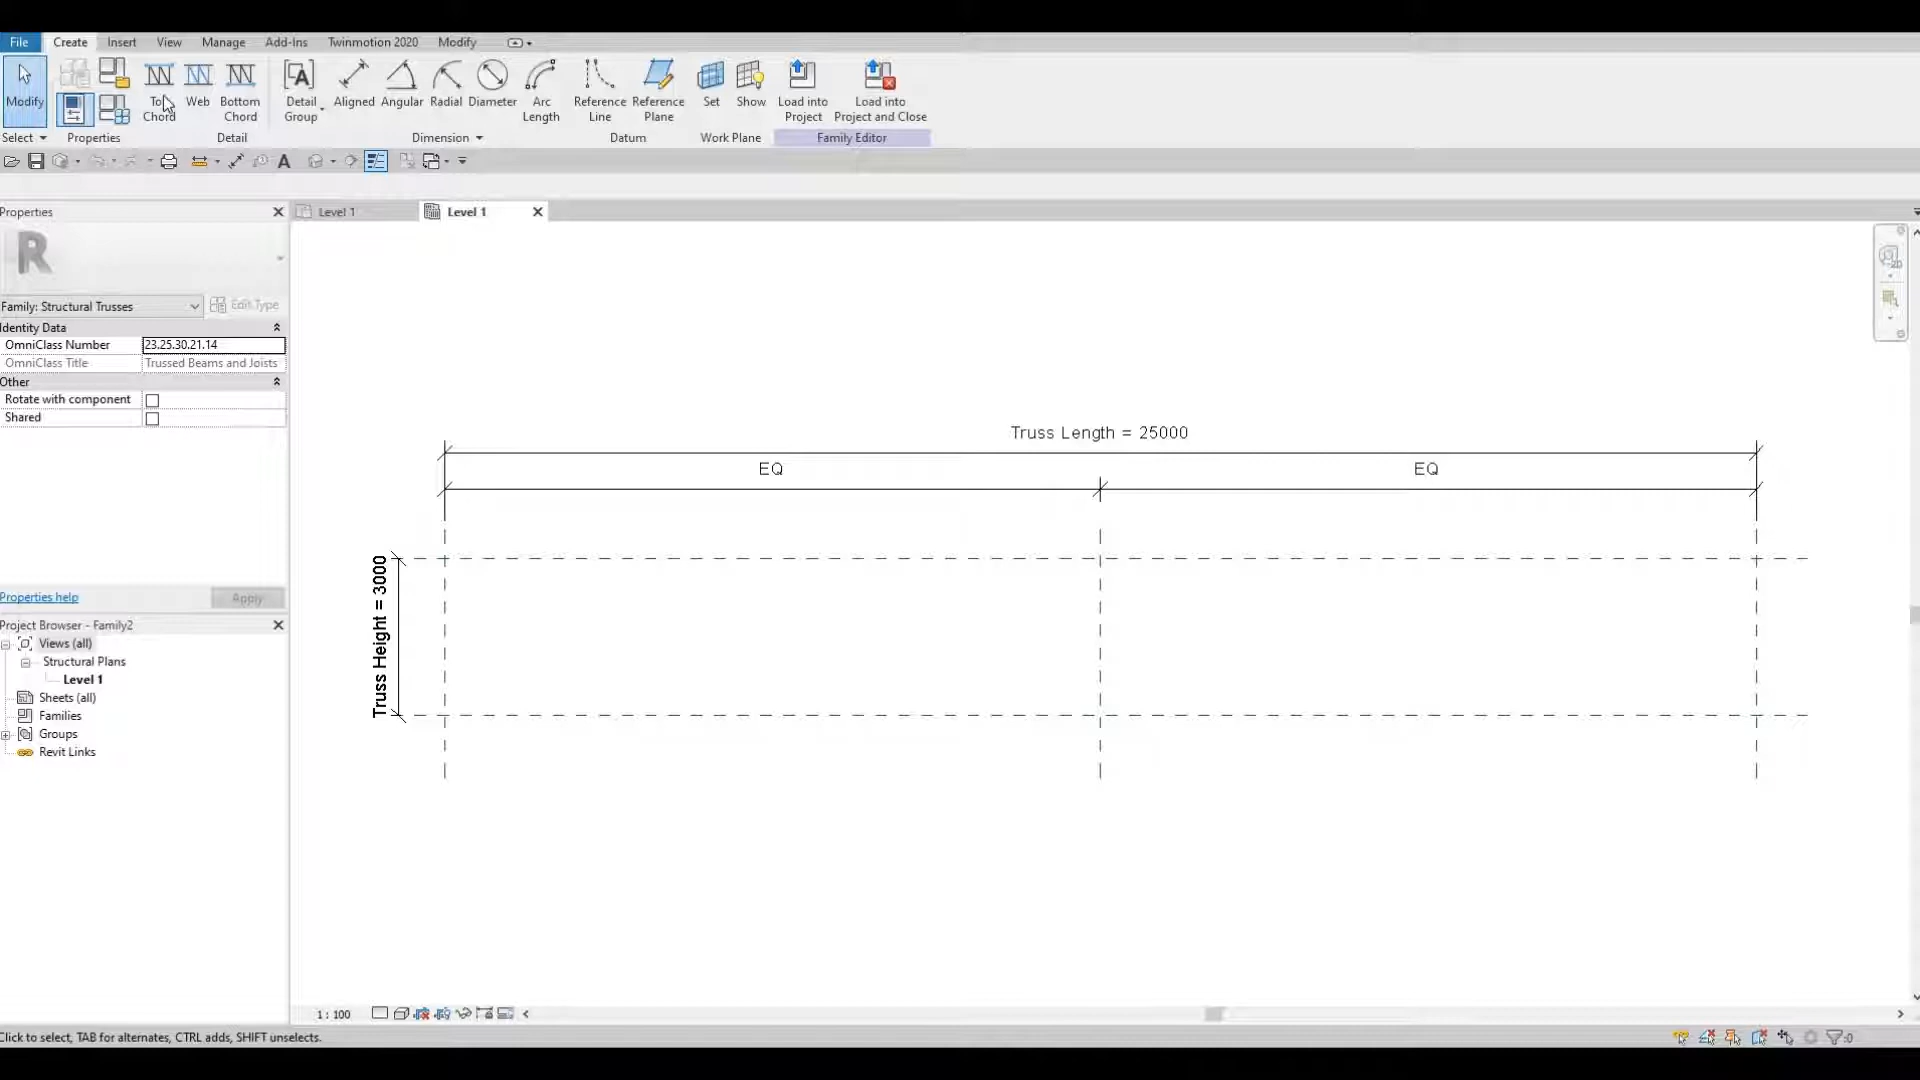 File Create Insert View Manage Add-Ins Twinmotion 2020 Modify
Modify
Top Chord
Web
Bottom Chord
Detail Group
Aligned
Angular
Radial
Diameter
Arc Length
Reference Line
Reference Plane
Set
Show
Load into Project
Load into Project and Close
Select Properties Detail Dimension Datum Work Plane Family Editor
Properties
Level 1
Level 1
Family: Structural Trusses
Edit Type
Identity Data
OmniClass Number 23.25.30.21.14
OmniClass Title Trussed Beams and Joists
Other
Rotate with component
Shared
Properties help
Apply
Project Browser - Family2
Views (all)
Structural Plans
Level 1
Sheets (all)
Families
Groups
Revit Links
Truss Length = 25000
EQ EQ
Truss Height = 3000
1 : 100
Click to select, TAB for alternates, CTRL adds, SHIFT unselects.
:0